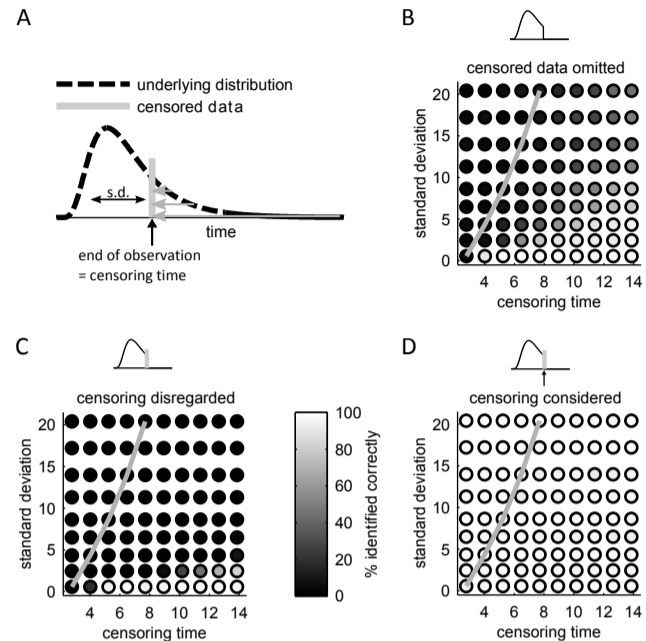 A
underlying distribution
censored data
s.d.
time
end of observation
= censoring time
B
censored data omitted
standard deviation
20
15
10
5
0
4 6 8 10 12 14
censoring time
C
censoring disregarded
standard deviation
20
15
10
5
0
4 6 8 10 12 14
censoring time
100
80
60
40
20
0
% identified correctly
D
censoring considered
standard deviation
20
15
10
5
0
4 6 8 10 12 14
censoring time